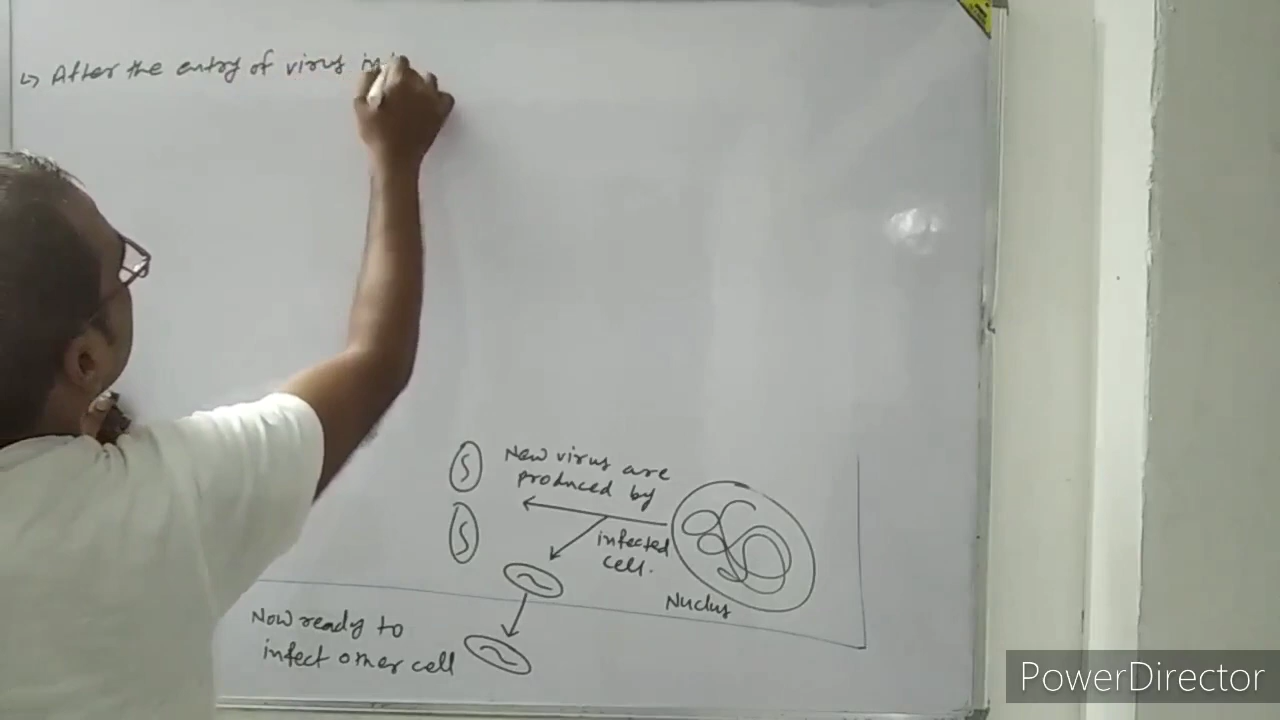 ↳ After the entry of virus
New virus are
produced by
infected
cell.
Nuclus
Now ready to
infect other cell
PowerDirector